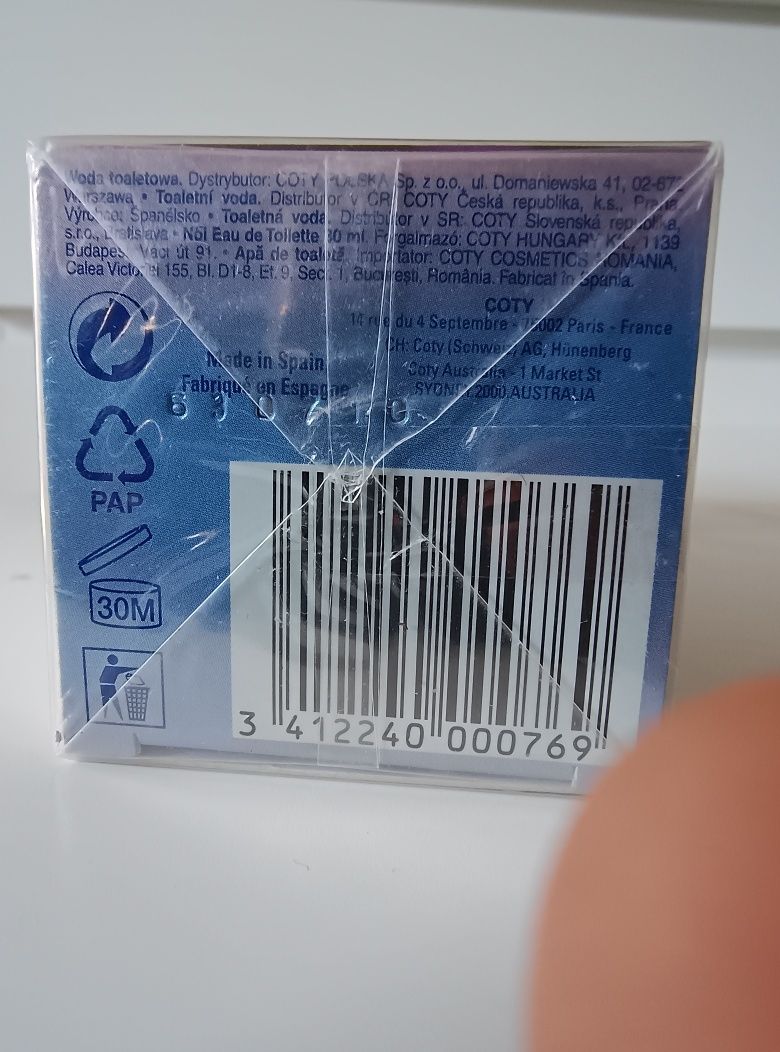 Woda toaletowa. Dystrybutor: COTY POLSKA Sp. z o.o., ul. Domaniewska 41, 02-672
Warszawa • Toaletní voda. Distributor v ČR: COTY Česká republika, k.s., Praha
Výrobce: Španělsko • Toaletná voda. Distributor v SR: COTY Slovenská republika,
s.r.o., Bratislava • Női Eau de Toilette 30 ml. Forgalmazó: COTY HUNGARY Kft., 1139
Budapest, Váci út 91. • Apă de toaletă. Importator: COTY COSMETICS ROMANIA,
Calea Victoriei 155, Bl. D1-8, Et. 9, Sect. 1, Bucureşti, România. Fabricat în Spania.
COTY
14 rue du 4 Septembre - 75002 Paris - France
CH: Coty (Schweiz) AG, Hünenberg
Coty Australia - 1 Market St
SYDNEY 2000 AUSTRALIA
Made in Spain
Fabriqué en Espagne
PAP
30M
3 412240 000769